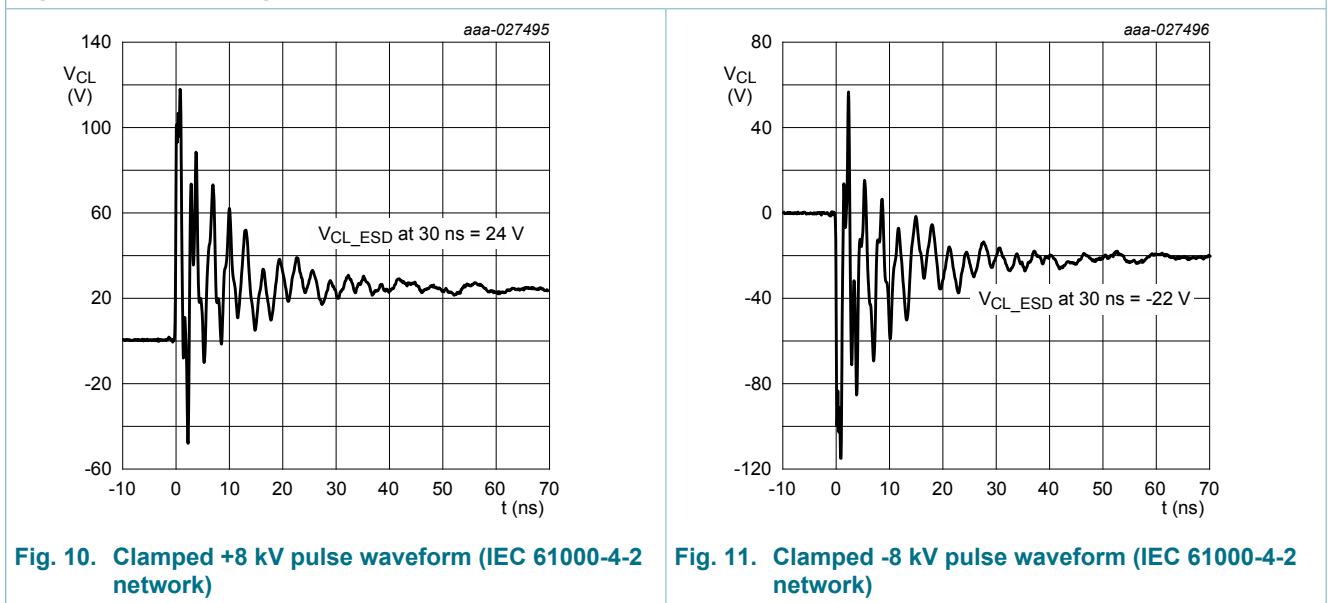 aaa-027495
VCL
(V)
140
100
60
20
-20
-60
VCL_ESD at 30 ns = 24 V
-10 0 10 20 30 40 50 60 70
t (ns)
Fig. 10. Clamped +8 kV pulse waveform (IEC 61000-4-2
network)
aaa-027496
VCL
(V)
80
40
0
-40
-80
-120
VCL_ESD at 30 ns = -22 V
-10 0 10 20 30 40 50 60 70
t (ns)
Fig. 11. Clamped -8 kV pulse waveform (IEC 61000-4-2
network)